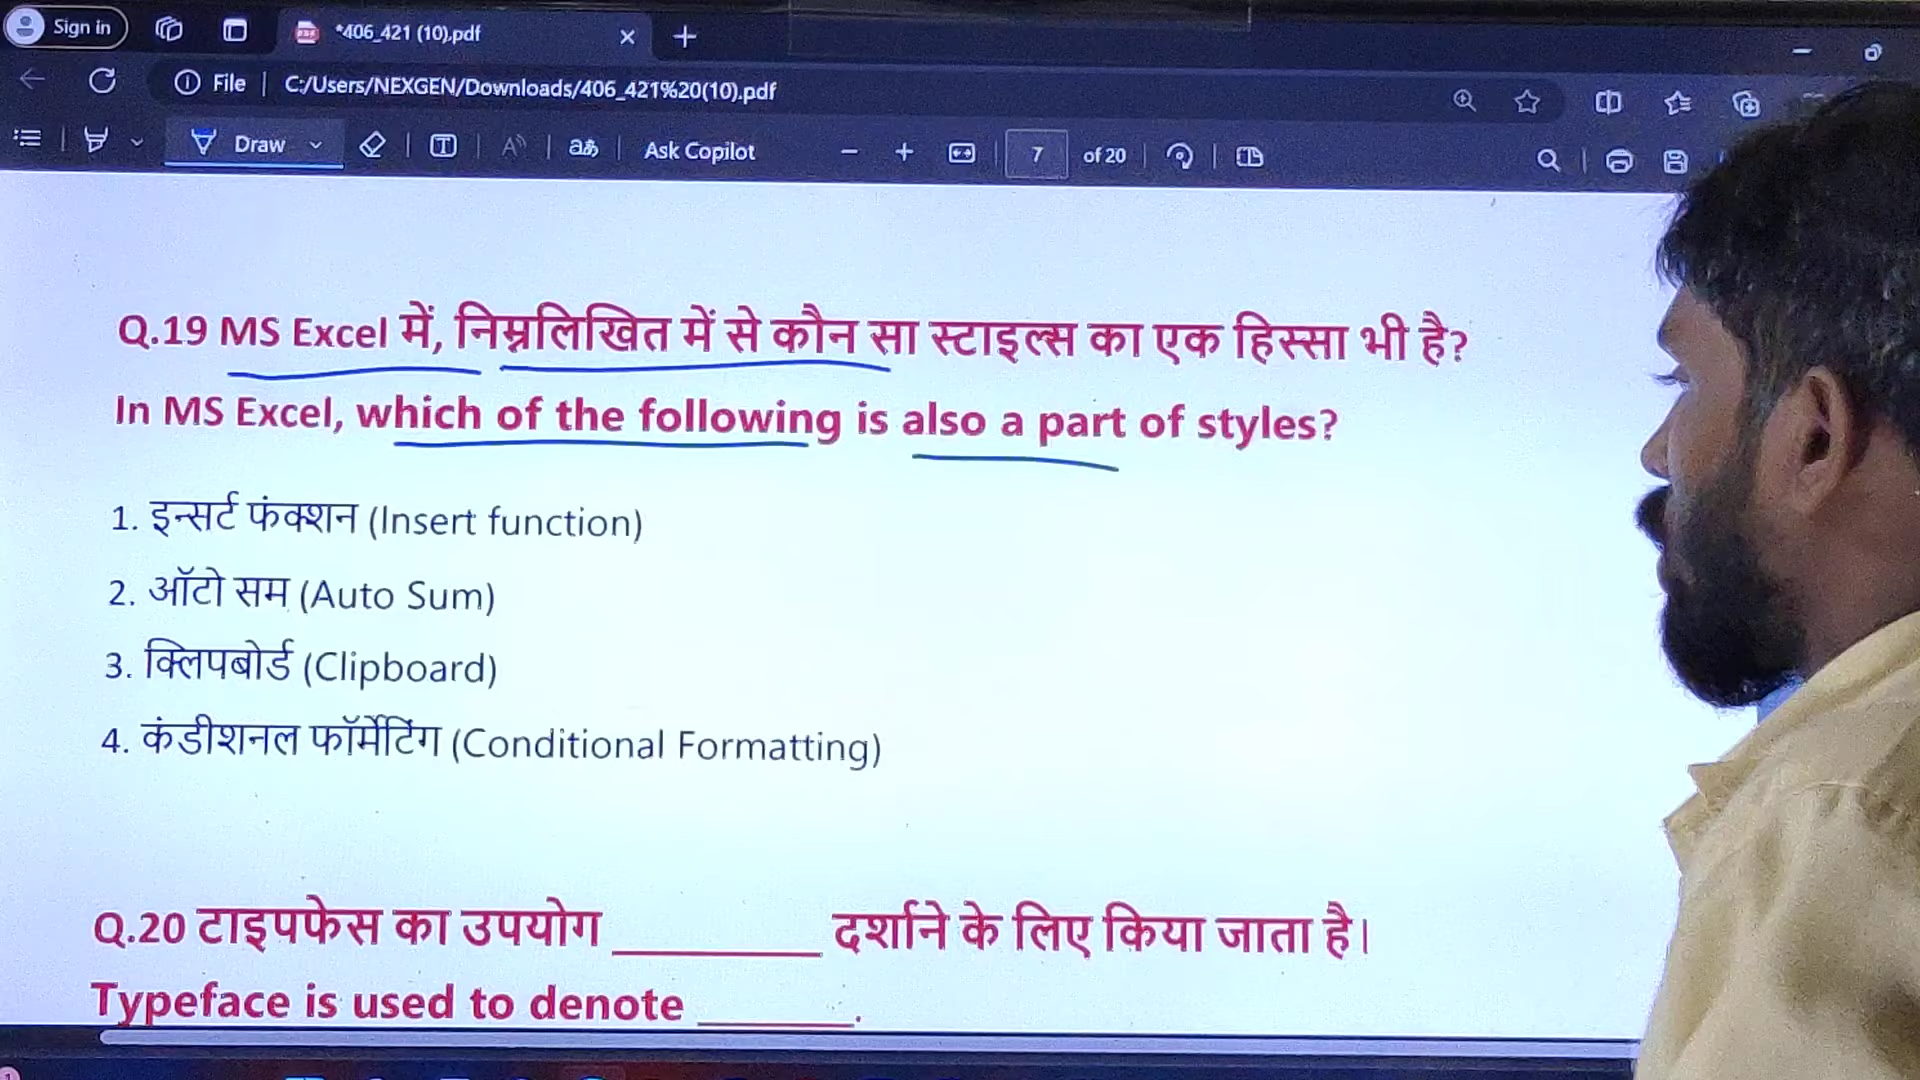 Sign in
*406_421 (10).pdf
File
C:/Users/NEXGEN/Downloads/406_421%20(10).pdf
Draw
Ask Copilot
7 of 20
Q.19 MS Excel में, निम्नलिखित में से कौन सा स्टाइल्स का एक हिस्सा भी है?
In MS Excel, which of the following is also a part of styles?
1. इन्सर्ट फंक्शन (Insert function)
2. ऑटो सम (Auto Sum)
3. क्लिपबोर्ड (Clipboard)
4. कंडीशनल फॉर्मेटिंग (Conditional Formatting)
Q.20 टाइपफेस का उपयोग ________ दर्शाने के लिए किया जाता है।
Typeface is used to denote ______.